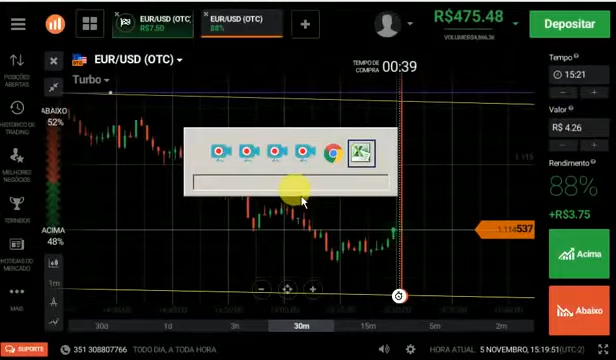 EUR/USD (OTC)
R$7.50
EUR/USD (OTC)
88%
R$475.48
Depositar
EUR/USD (OTC)
Turbo
TEMPO DE
COMPRA
00:39
POSIÇÕES
ABERTAS
HISTÓRICO DE
TRADING
MELHORES
NEGÓCIOS
TORNEIOS
NOTÍCIAS DO
MERCADO
MAIS
ABAIXO
52%
ACIMA
48%
1m
1.115
1.114537
Tempo
15:21
Valor
R$ 4.26
Rendimento
88%
+R$3.75
Acima
Abaixo
30d
1d
3h
30m
15m
5m
2m
SUPORTE
351 308807766
TODO DIA, A TODA HORA
HORA ATUAL: 5 NOVEMBRO, 15:19:51 (UTC-2)